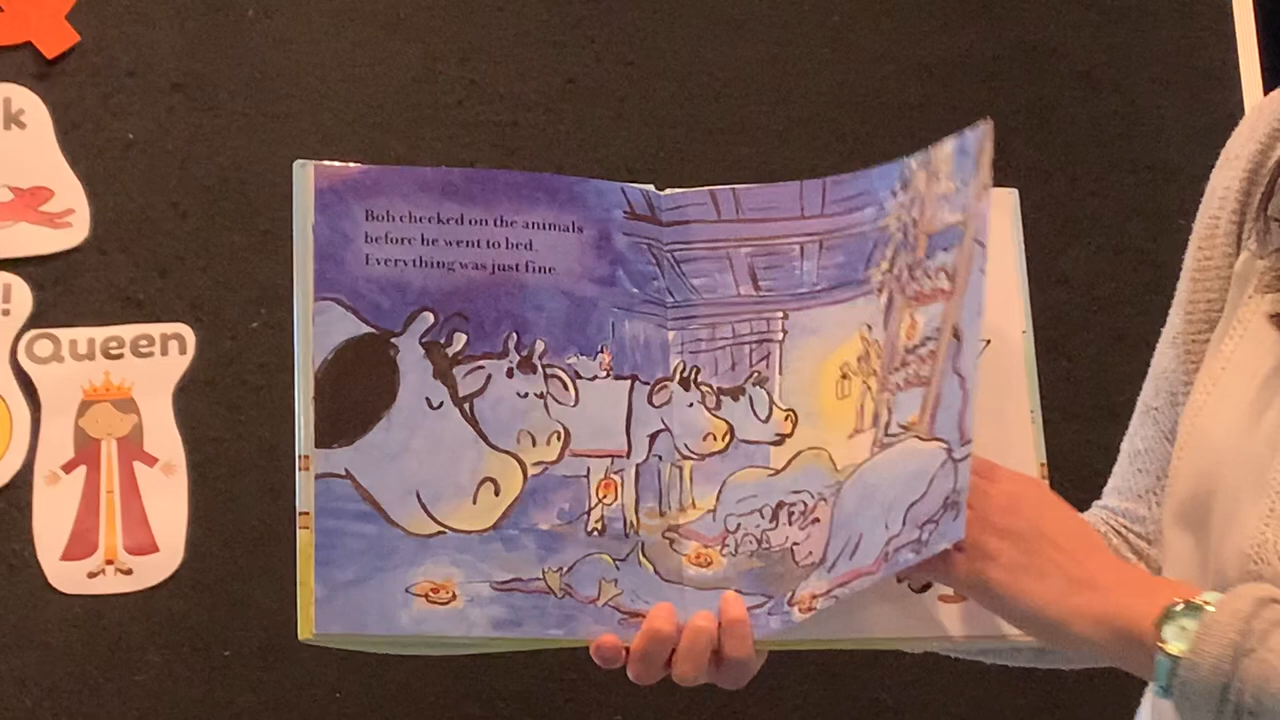 k
!
Queen
Bob checked on the animals
before he went to bed.
Everything was just fine.